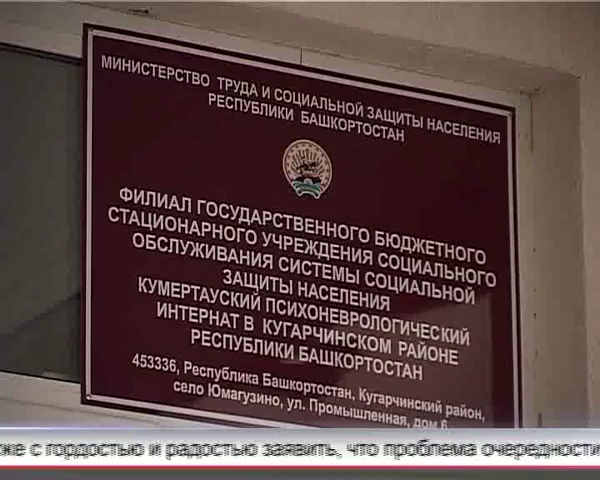 МИНИСТЕРСТВО ТРУДА И СОЦИАЛЬНОЙ ЗАЩИТЫ НАСЕЛЕНИЯ
РЕСПУБЛИКИ БАШКОРТОСТАН
ФИЛИАЛ ГОСУДАРСТВЕННОГО БЮДЖЕТНОГО
СТАЦИОНАРНОГО УЧРЕЖДЕНИЯ СОЦИАЛЬНОГО
ОБСЛУЖИВАНИЯ СИСТЕМЫ СОЦИАЛЬНОЙ
ЗАЩИТЫ НАСЕЛЕНИЯ
КУМЕРТАУСКИЙ ПСИХОНЕВРОЛОГИЧЕСКИЙ
ИНТЕРНАТ В КУГАРЧИНСКОМ РАЙОНЕ
РЕСПУБЛИКИ БАШКОРТОСТАН
453336, Республика Башкортостан, Кугарчинский район,
село Юмагузино, ул. Промышленная, дом 6
же с гордостью и радостью заявить, что проблема очередности